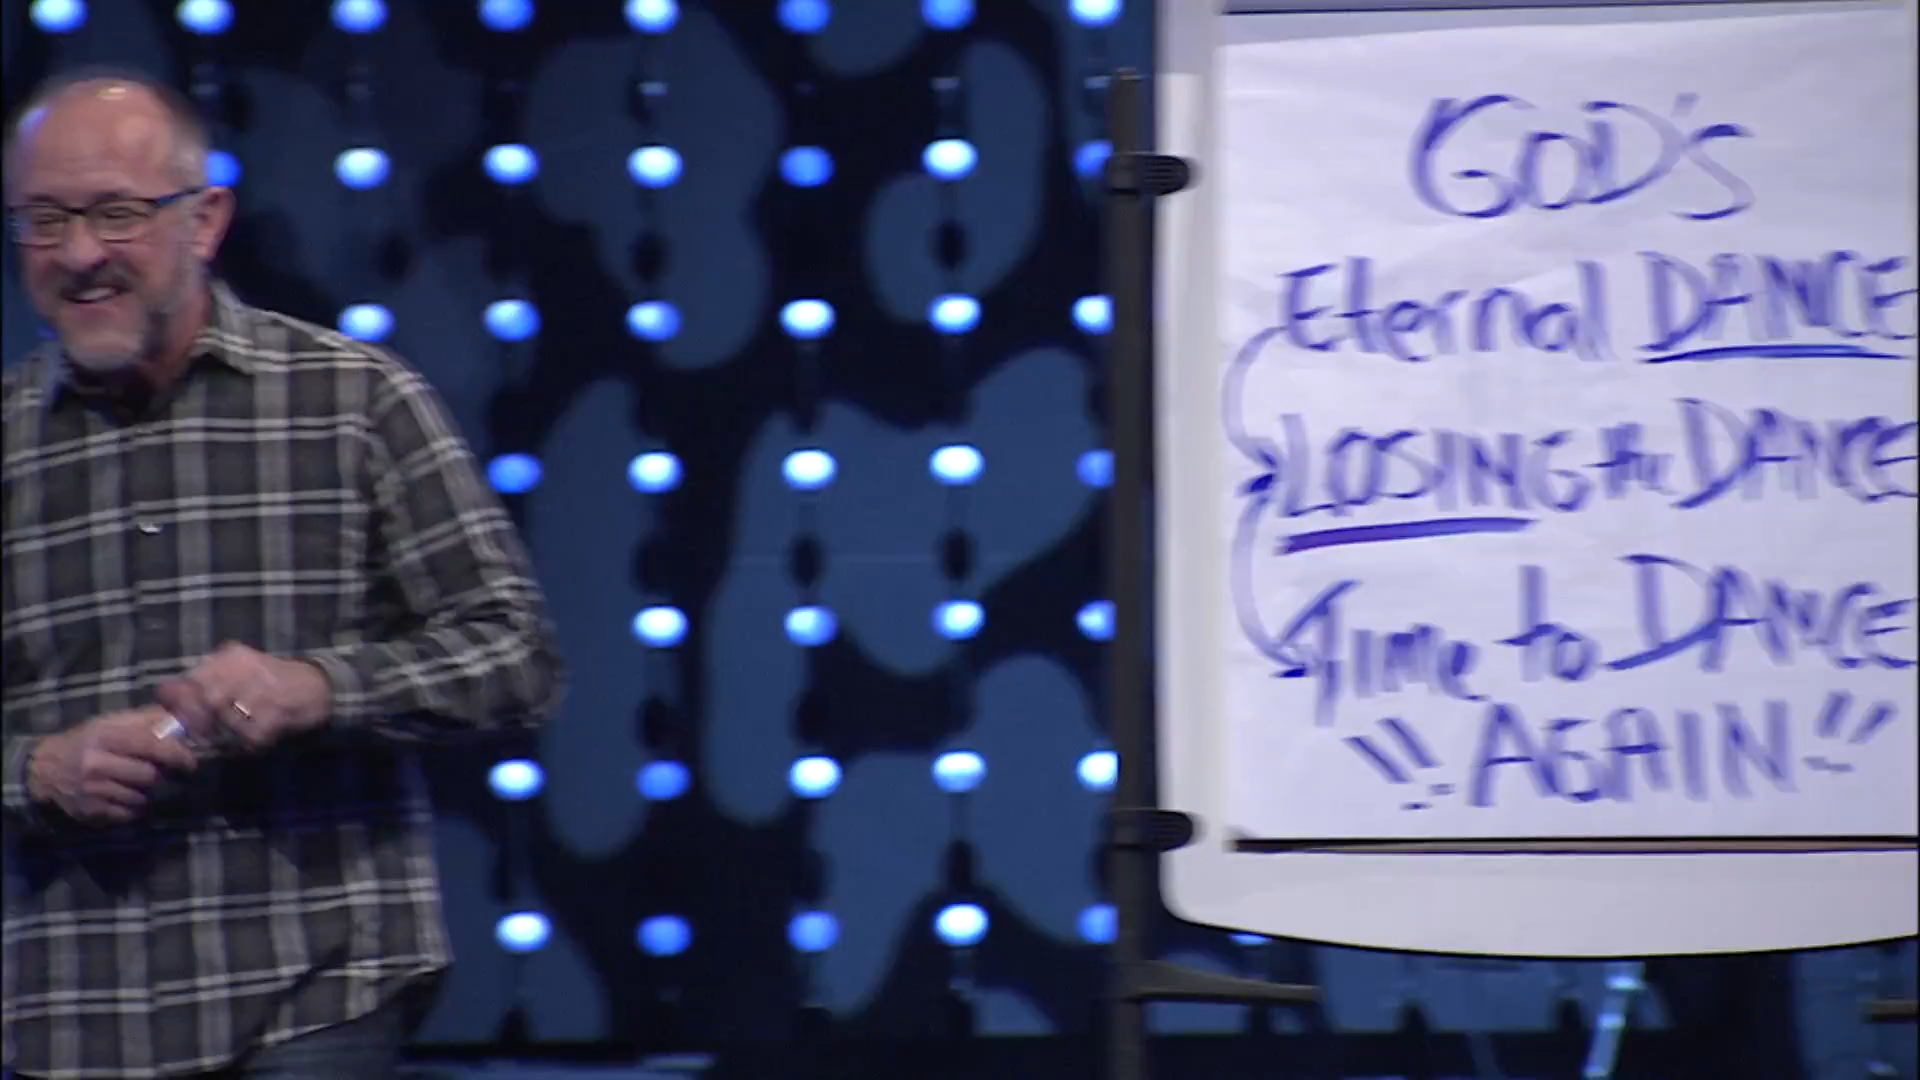 GOD's
Eternal DANCE
LOSING the DANCE
Time to DANCE
!! AGAIN !!